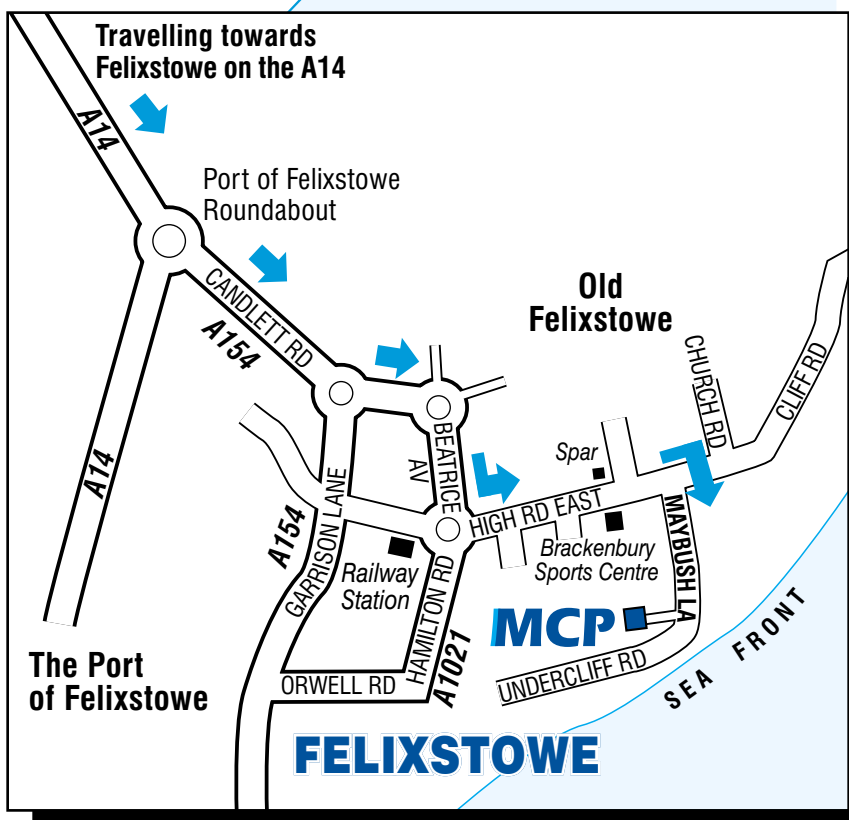 Travelling towards
Felixstowe on the A14
A14
Port of Felixstowe
Roundabout
CANDLETT RD
A154
Old
Felixstowe
CHURCH RD
CLIFF RD
BEATRICE
AV
Spar
HIGH RD EAST
A14
A154
GARRISON LANE
Railway
Station
HAMILTON RD
A1021
Brackenbury
Sports Centre
MAYBUSH LA
MCP
UNDERCLIFF RD
SEA FRONT
The Port
of Felixstowe
ORWELL RD
FELIXSTOWE